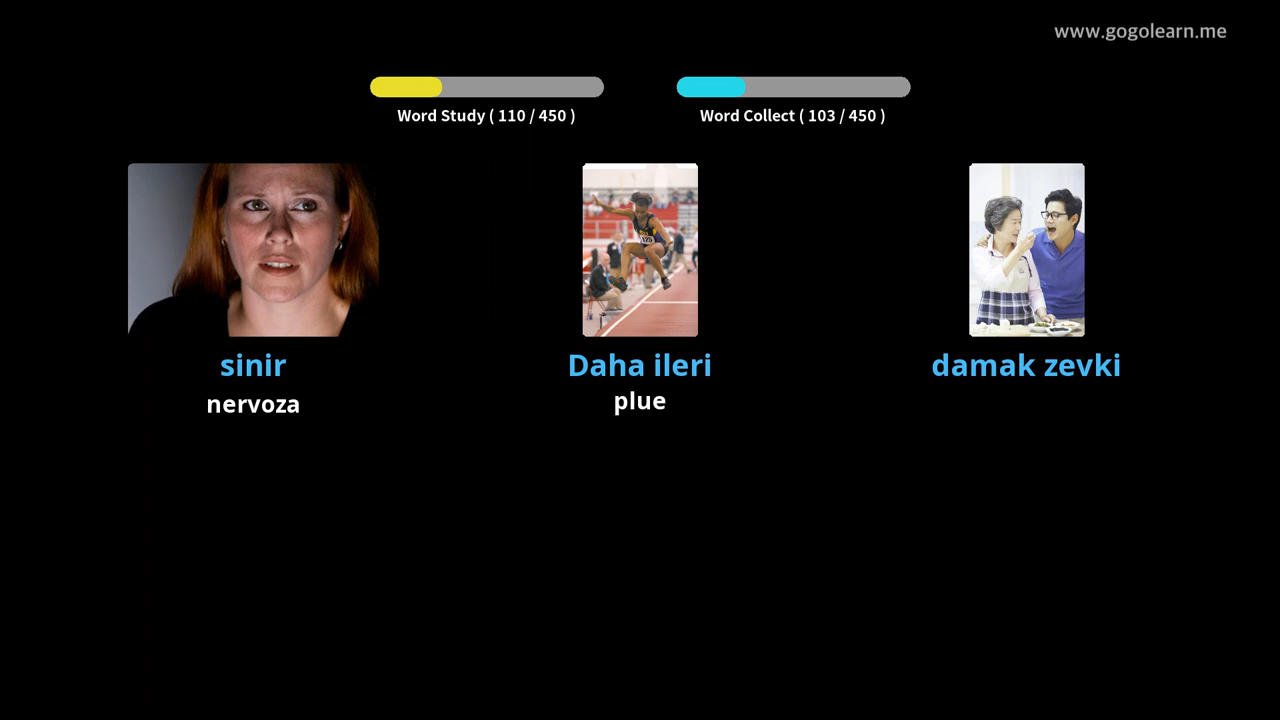 www.gogolearn.me
Word Study ( 110 / 450 )
Word Collect ( 103 / 450 )
sinir
nervoza
Daha ileri
plue
damak zevki